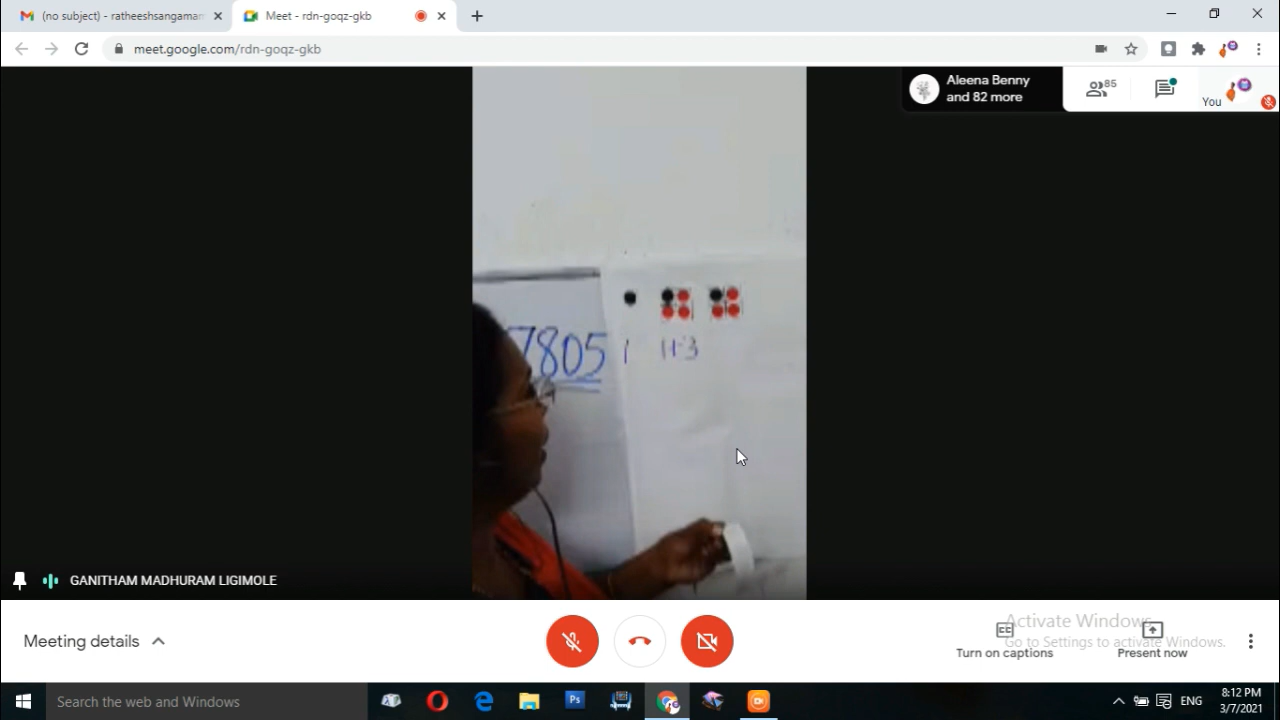 (no subject) - ratheeshsangamam
Meet - rdn-goqz-gkb
meet.google.com/rdn-goqz-gkb
Aleena Benny
and 82 more
85
You
7805
1 1+3
GANITHAM MADHURAM LIGIMOLE
Meeting details
Activate Windows
Go to Settings to activate Windows.
Turn on captions
Present now
Search the web and Windows
Ps
ENG
8:12 PM
3/7/2021